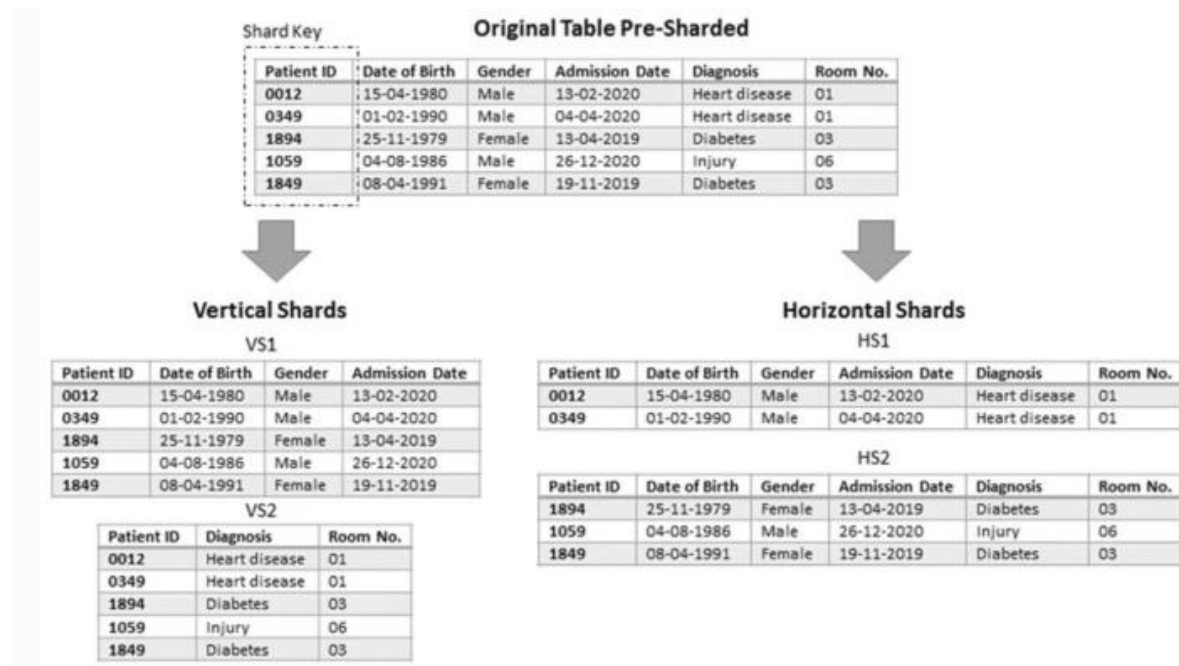 Shard Key
Original Table Pre-Sharded
Patient ID Date of Birth Gender Admission Date Diagnosis Room No.
0012 15-04-1980 Male 13-02-2020 Heart disease 01
0349 01-02-1990 Male 04-04-2020 Heart disease 01
1894 25-11-1979 Female 13-04-2019 Diabetes 03
1059 04-08-1986 Male 26-12-2020 Injury 06
1849 08-04-1991 Female 19-11-2019 Diabetes 03
Vertical Shards
VS1
Patient ID Date of Birth Gender Admission Date
0012 15-04-1980 Male 13-02-2020
0349 01-02-1990 Male 04-04-2020
1894 25-11-1979 Female 13-04-2019
1059 04-08-1986 Male 26-12-2020
1849 08-04-1991 Female 19-11-2019
VS2
Patient ID Diagnosis Room No.
0012 Heart disease 01
0349 Heart disease 01
1894 Diabetes 03
1059 Injury 06
1849 Diabetes 03
Horizontal Shards
HS1
Patient ID Date of Birth Gender Admission Date Diagnosis Room No.
0012 15-04-1980 Male 13-02-2020 Heart disease 01
0349 01-02-1990 Male 04-04-2020 Heart disease 01
HS2
Patient ID Date of Birth Gender Admission Date Diagnosis Room No.
1894 25-11-1979 Female 13-04-2019 Diabetes 03
1059 04-08-1986 Male 26-12-2020 Injury 06
1849 08-04-1991 Female 19-11-2019 Diabetes 03